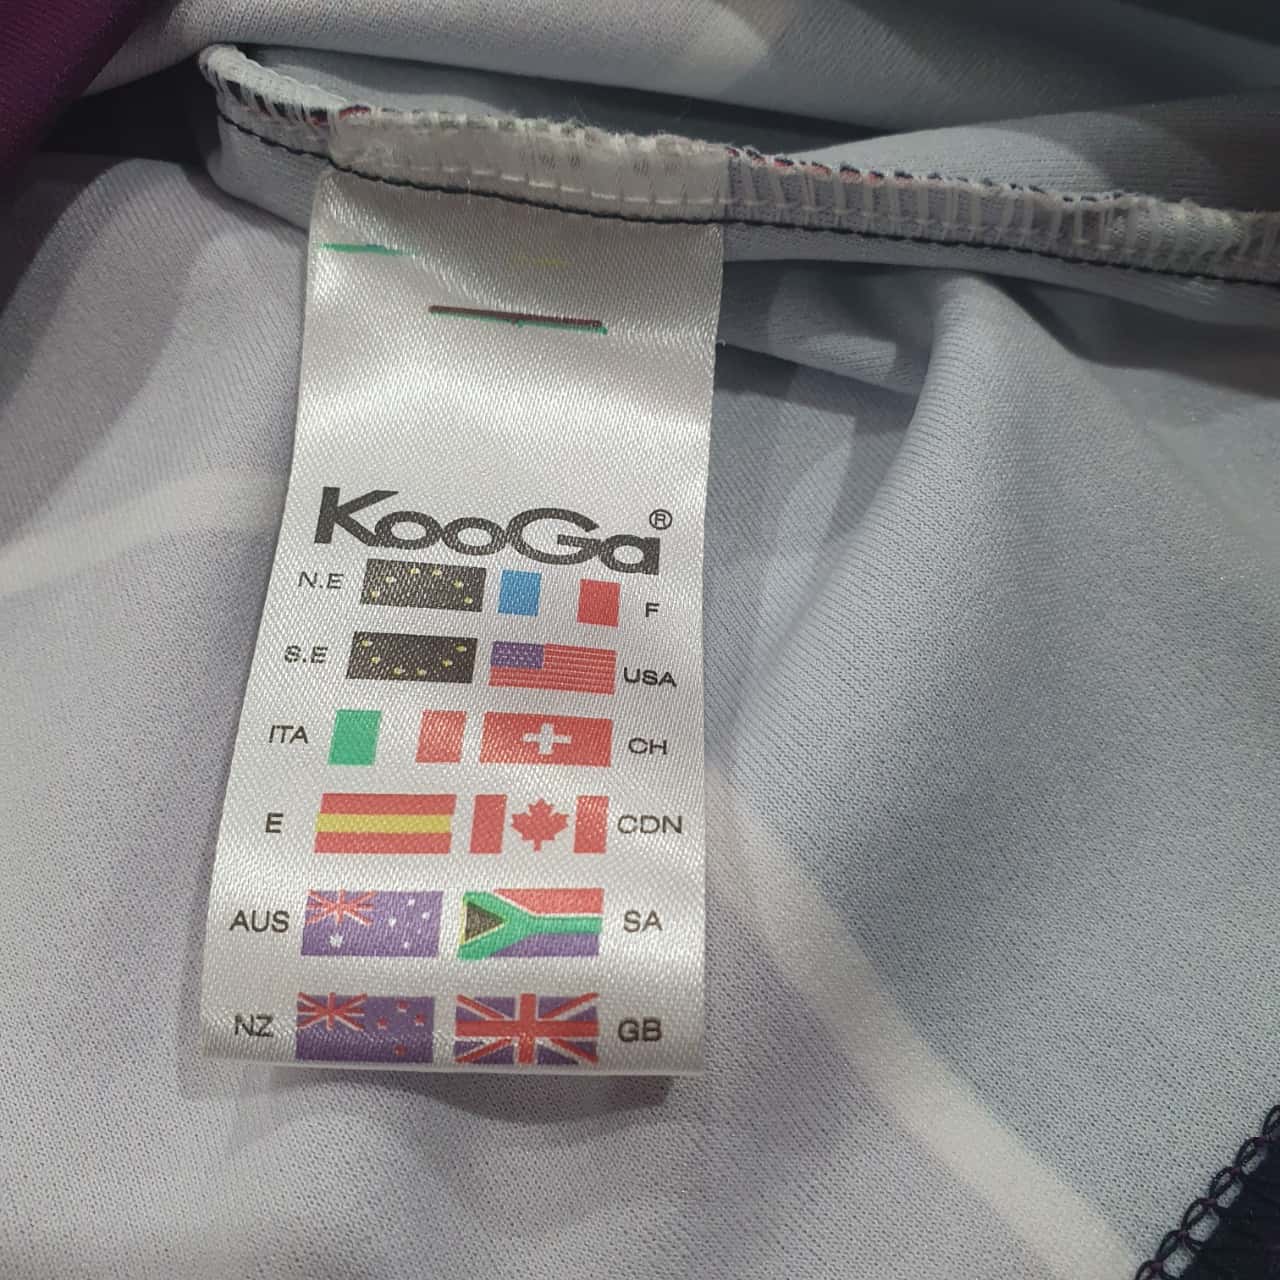 KooGa®
N.E F
S.E USA
ITA CH
E CDN
AUS SA
NZ GB